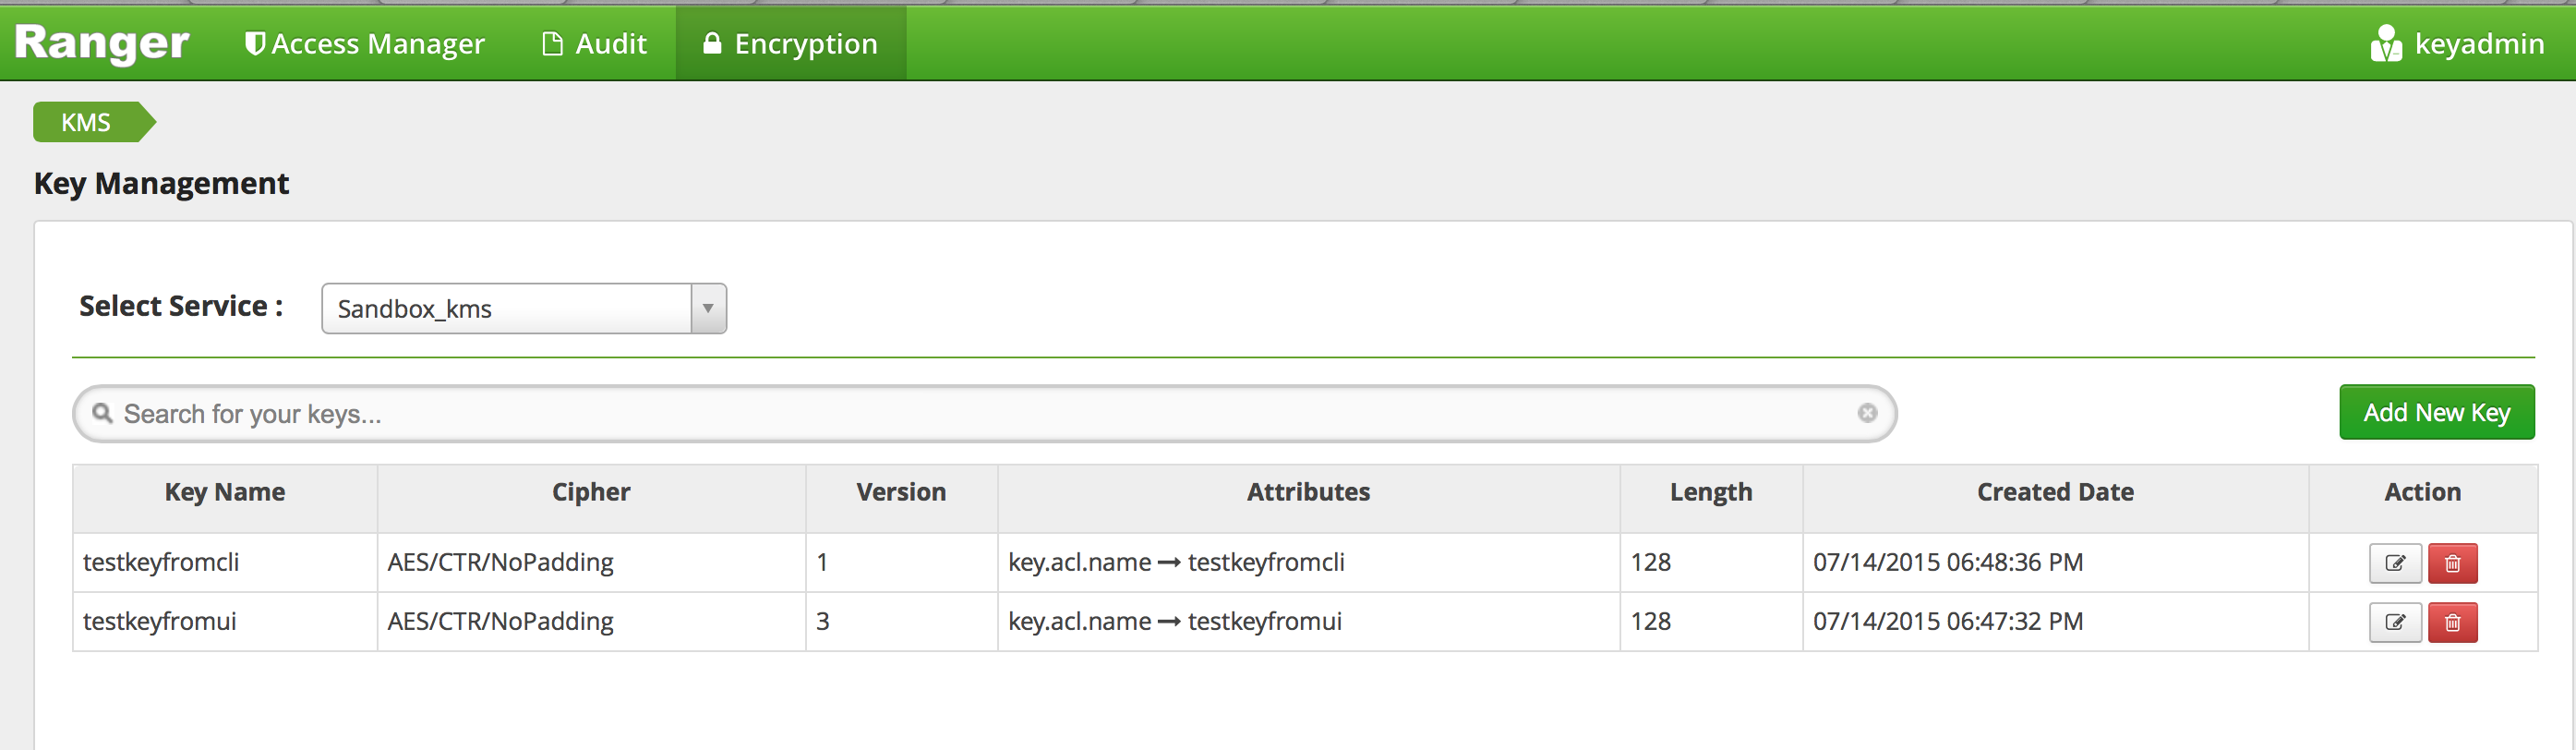 Ranger Access Manager Audit Encryption keyadmin
KMS
Key Management
Select Service : Sandbox_kms
Search for your keys...
Add New Key
Key Name Cipher Version Attributes Length Created Date Action
testkeyfromcli AES/CTR/NoPadding 1 key.acl.name → testkeyfromcli 128 07/14/2015 06:48:36 PM
testkeyfromui AES/CTR/NoPadding 3 key.acl.name → testkeyfromui 128 07/14/2015 06:47:32 PM